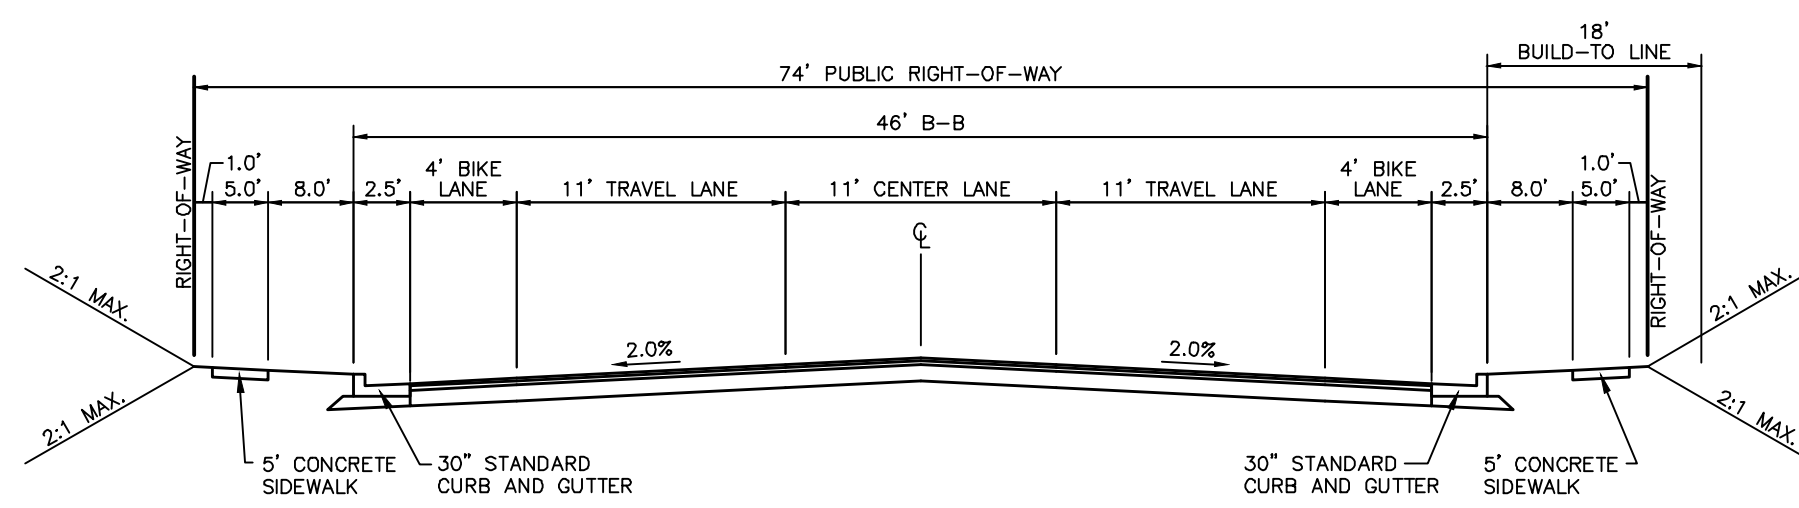 18'
BUILD-TO LINE
74' PUBLIC RIGHT-OF-WAY
46' B-B
RIGHT-OF-WAY
1.0'
5.0'
8.0'
2.5'
4' BIKE
LANE
11' TRAVEL LANE
11' CENTER LANE
11' TRAVEL LANE
4' BIKE
LANE
2.5'
8.0'
1.0'
5.0'
RIGHT-OF-WAY
℄
2:1 MAX.
2:1 MAX.
2.0%
2.0%
2:1 MAX.
2:1 MAX.
5' CONCRETE
SIDEWALK
30" STANDARD
CURB AND GUTTER
30" STANDARD
CURB AND GUTTER
5' CONCRETE
SIDEWALK